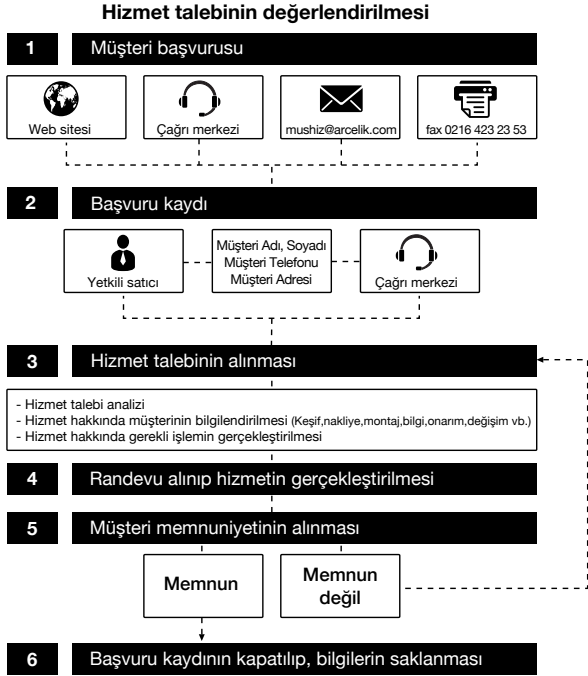 Hizmet talebinin değerlendirilmesi
1 Müşteri başvurusu
Web sitesi
Çağrı merkezi
mushiz@arcelik.com
fax 0216 423 23 53
2 Başvuru kaydı
Yetkili satıcı
Müşteri Adı, Soyadı
Müşteri Telefonu
Müşteri Adresi
Çağrı merkezi
3 Hizmet talebinin alınması
- Hizmet talebi analizi
- Hizmet hakkında müşterinin bilgilendirilmesi (Keşif,nakliye,montaj,bilgi,onarım,değişim vb.)
- Hizmet hakkında gerekli işlemin gerçekleştirilmesi
4 Randevu alınıp hizmetin gerçekleştirilmesi
5 Müşteri memnuniyetinin alınması
Memnun
Memnun
değil
6 Başvuru kaydının kapatılıp, bilgilerin saklanması